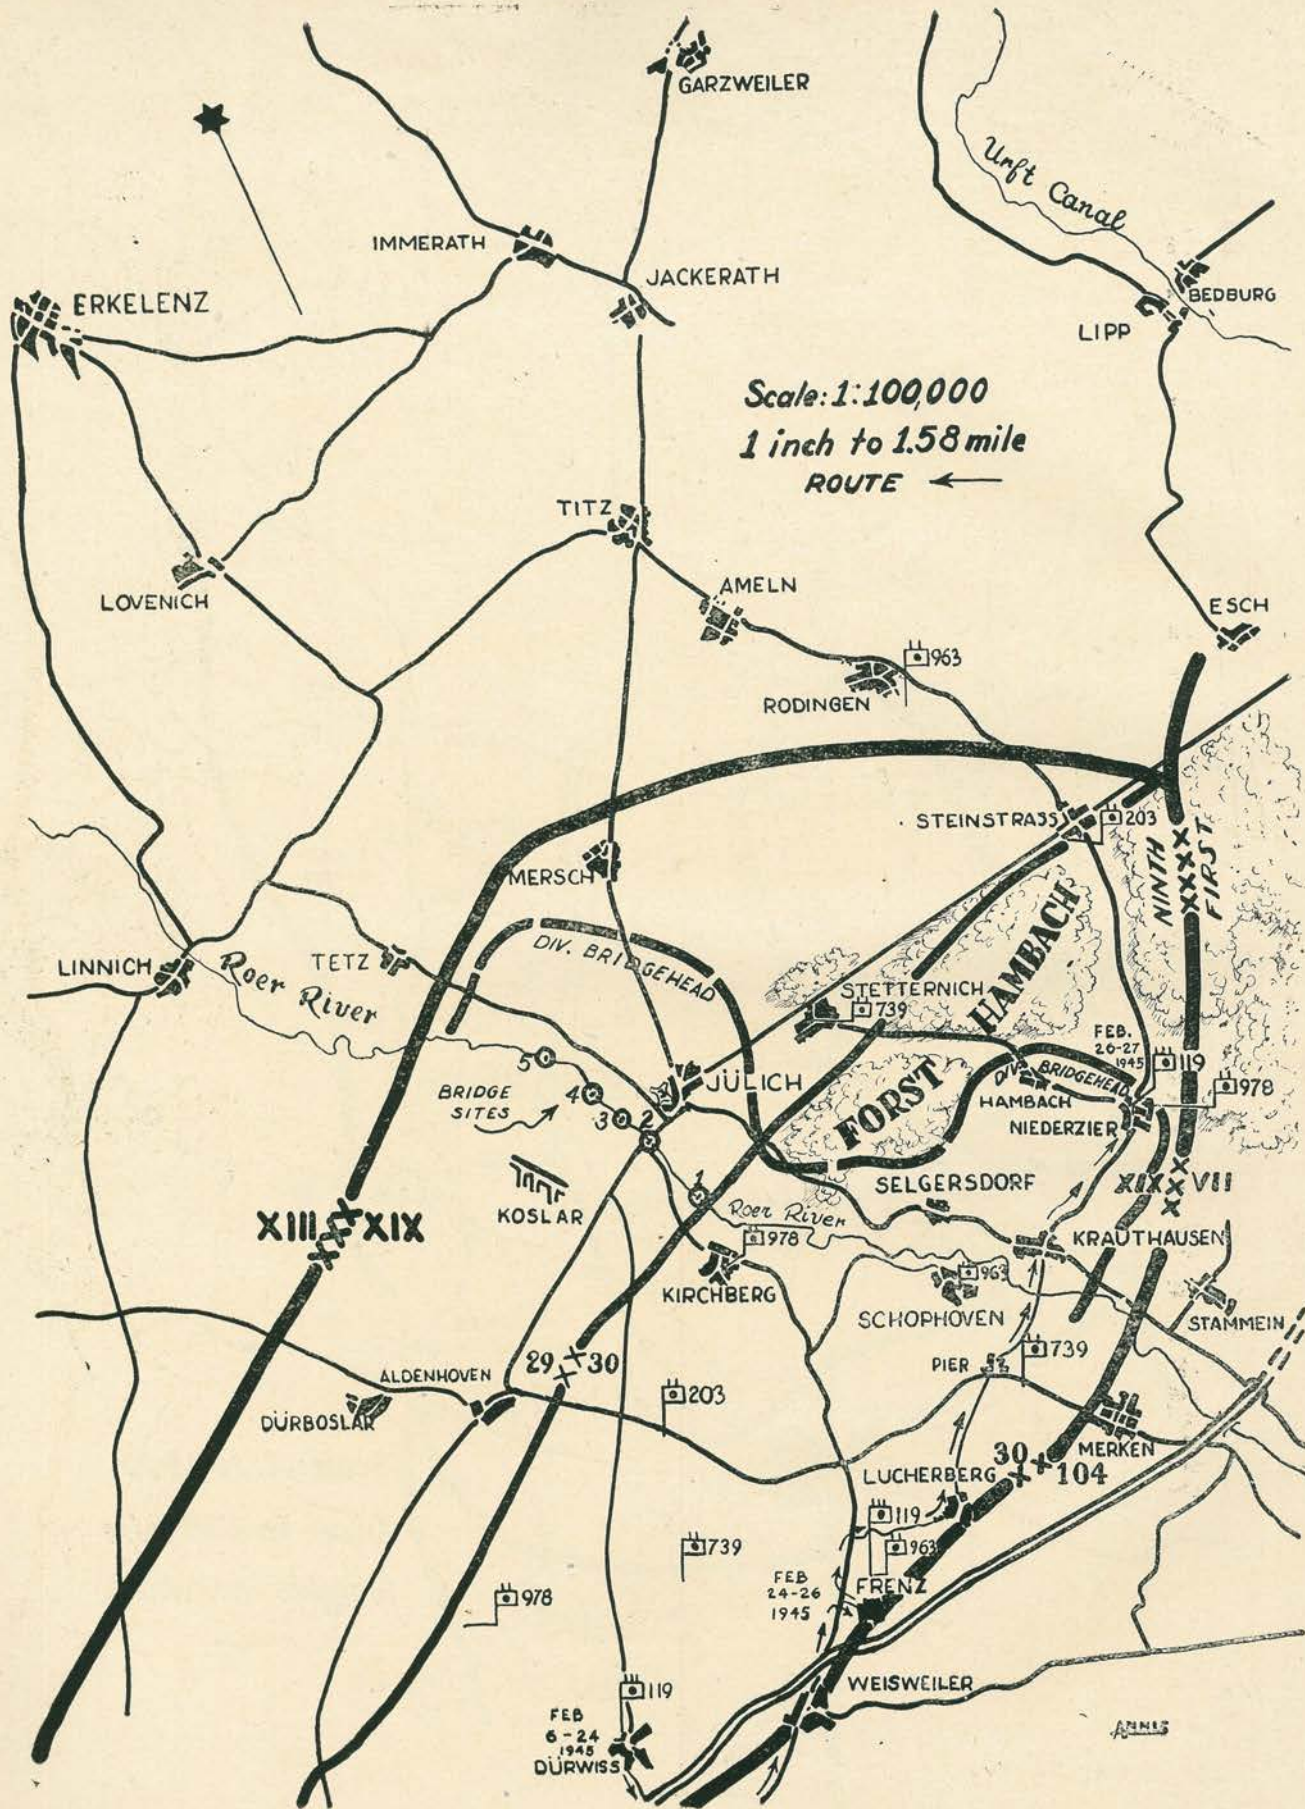 GARZWEILER
Urft Canal
IMMERATH
JACKERATH
ERKELENZ
BEDBURG
LIPP
Scale: 1:100,000
1 inch to 1.58 mile
ROUTE ←
TITZ
AMELN
LOVENICH
ESCH
963
RODINGEN
STEINSTRASS
203
NINTH
FIRST
XXXX
MERSCH
HAMBACH
DIV. BRIDGEHEAD
TETZ
LINNICH
Roer River
STETTERNICH
739
FEB.
26-27
1945
119
5
DIV. BRIDGEHEAD
JÜLICH
978
BRIDGE
SITES
4
3
2
HAMBACH
FORST
NIEDERZIER
1
SELGERSDORF
XIX XXX VII
KOSLAR
Roer River
XIII XXX XIX
978
KRAUTHAUSEN
KIRCHBERG
963
SCHOPHOVEN
STAMMEIN
29 XX 30
PIER
739
ALDENHOVEN
203
DÜRBOSLAR
MERKEN
30 XX 104
LUCHERBERG
119
739
963
FEB
24-26
1945
FRENZ
978
WEISWEILER
119
FEB
6-24
1945
DÜRWISS
ANNIS